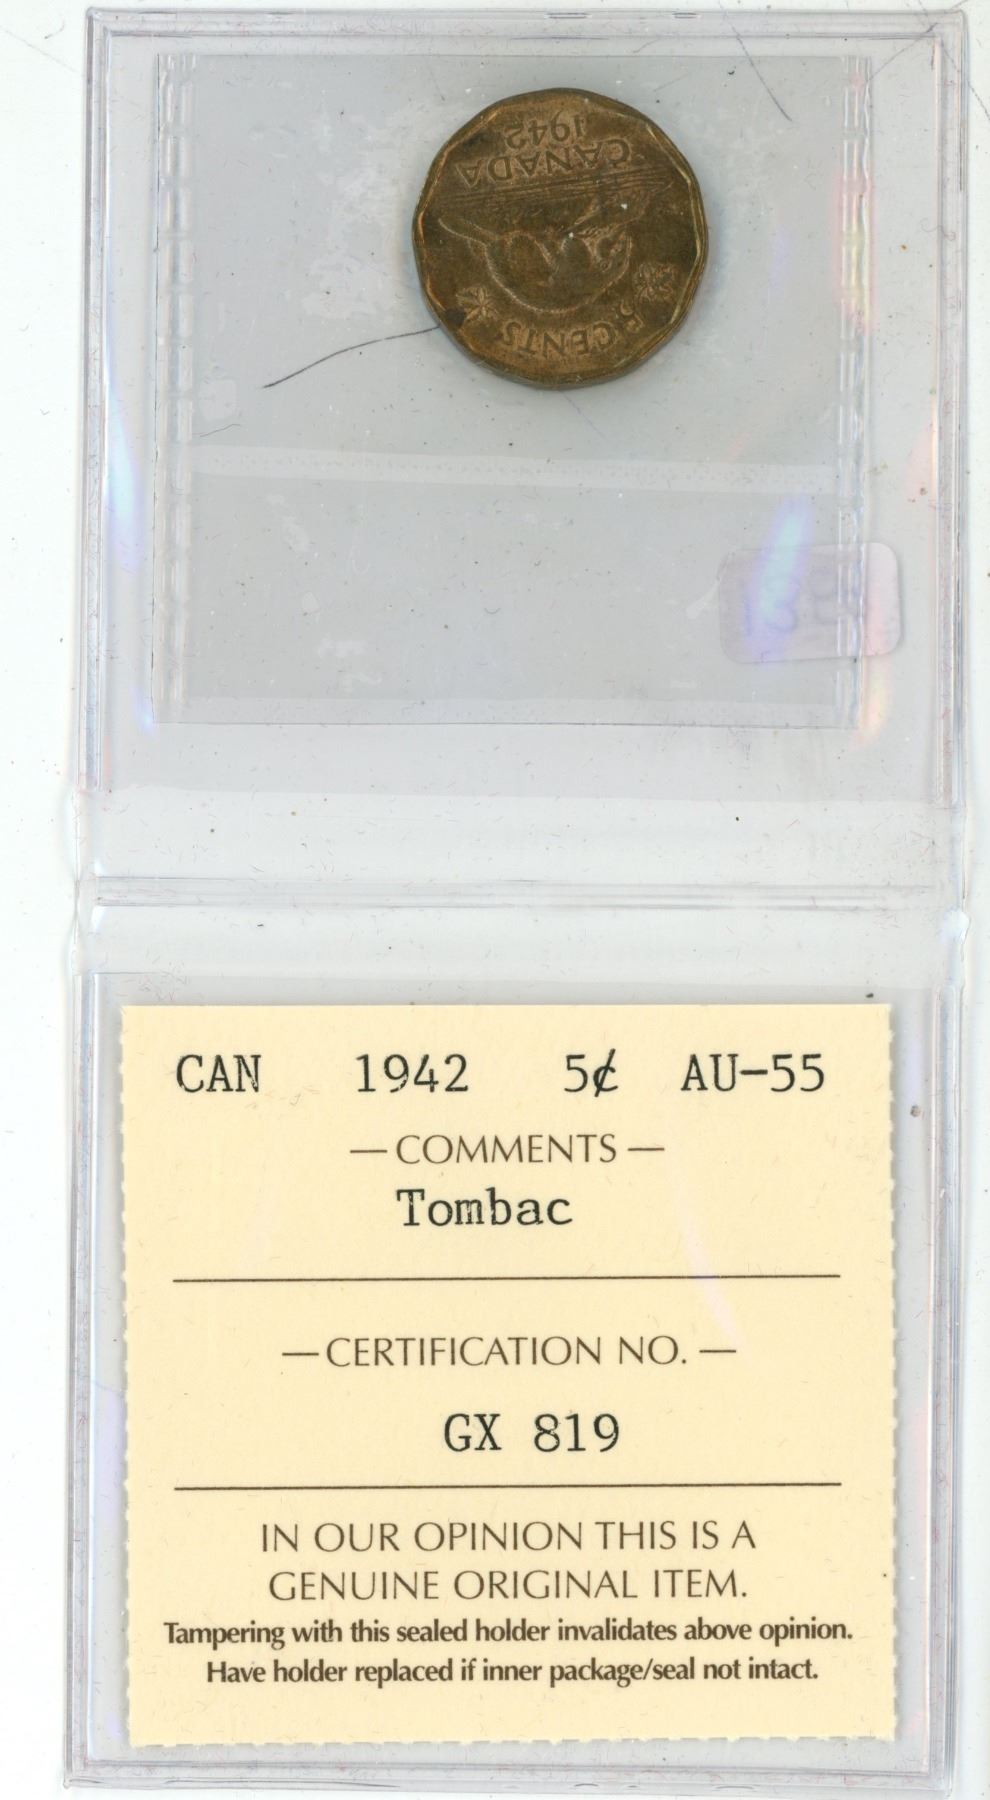 1942
CANADA
5 CENTS
CAN 1942 5¢ AU-55
— COMMENTS —
Tombac
— CERTIFICATION NO. —
GX 819
IN OUR OPINION THIS IS A
GENUINE ORIGINAL ITEM.
Tampering with this sealed holder invalidates above opinion.
Have holder replaced if inner package/seal not intact.